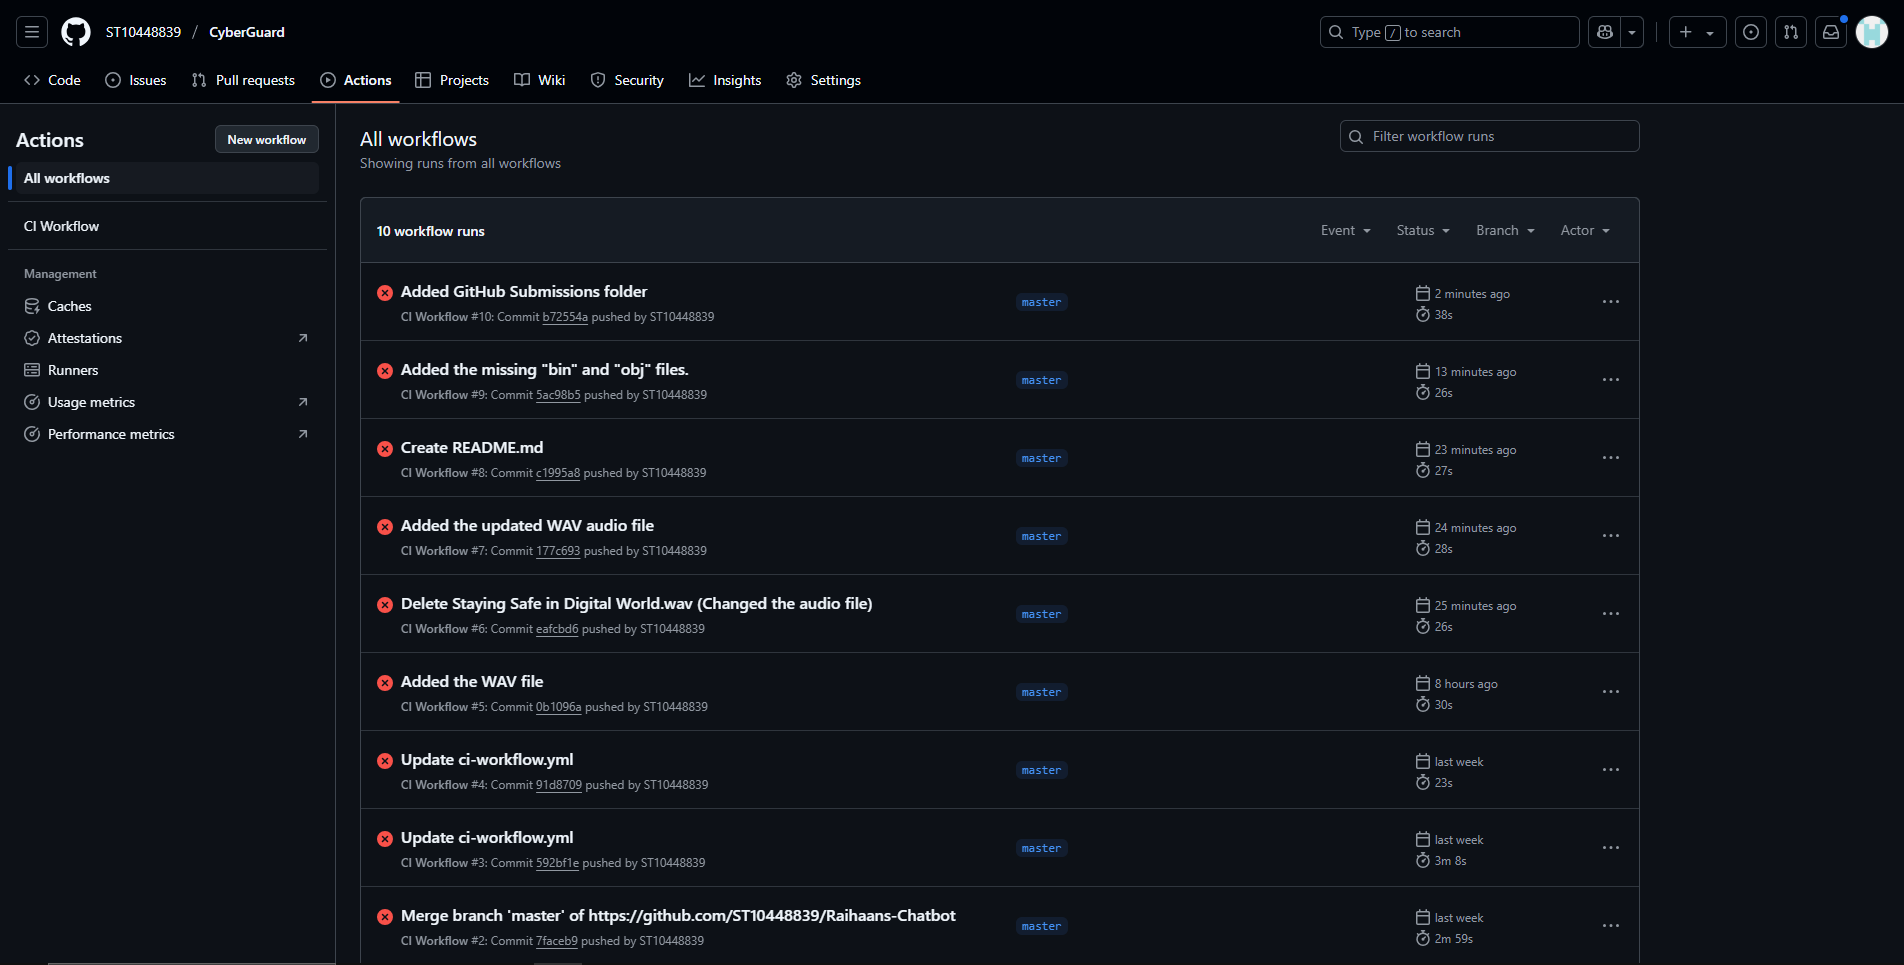 ST10448839 / CyberGuard
Type / to search
Code
Issues
Pull requests
Actions
Projects
Wiki
Security
Insights
Settings
Actions
New workflow
All workflows
CI Workflow
Management
Caches
Attestations
Runners
Usage metrics
Performance metrics
All workflows
Showing runs from all workflows
Filter workflow runs
10 workflow runs
Event
Status
Branch
Actor
Added GitHub Submissions folder
CI Workflow #10: Commit b72554a pushed by ST10448839
master
2 minutes ago
38s
Added the missing "bin" and "obj" files.
CI Workflow #9: Commit 5ac98b5 pushed by ST10448839
master
13 minutes ago
26s
Create README.md
CI Workflow #8: Commit c1995a8 pushed by ST10448839
master
23 minutes ago
27s
Added the updated WAV audio file
CI Workflow #7: Commit 177c693 pushed by ST10448839
master
24 minutes ago
28s
Delete Staying Safe in Digital World.wav (Changed the audio file)
CI Workflow #6: Commit eafcbd6 pushed by ST10448839
master
25 minutes ago
26s
Added the WAV file
CI Workflow #5: Commit 0b1096a pushed by ST10448839
master
8 hours ago
30s
Update ci-workflow.yml
CI Workflow #4: Commit 91d8709 pushed by ST10448839
master
last week
23s
Update ci-workflow.yml
CI Workflow #3: Commit 592bf1e pushed by ST10448839
master
last week
3m 8s
Merge branch 'master' of https://github.com/ST10448839/Raihaans-Chatbot
CI Workflow #2: Commit 7faceb9 pushed by ST10448839
master
last week
2m 59s